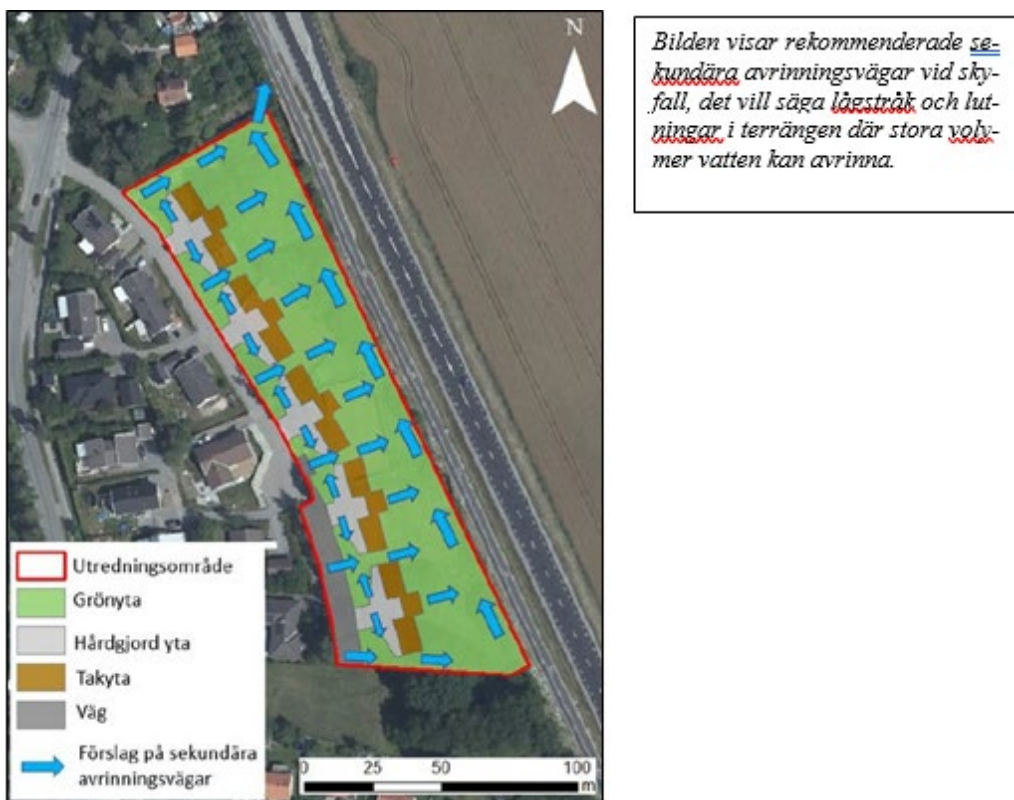 N
Bilden visar rekommenderade se-
kundära avrinningsvägar vid sky-
fall, det vill säga lågstråk och lut-
ningar i terrängen där stora voly-
mer vatten kan avrinna.
Utredningsområde
Grönyta
Hårdgjord yta
Takyta
Väg
Förslag på sekundära
avrinningsvägar
0 25 50 100
m